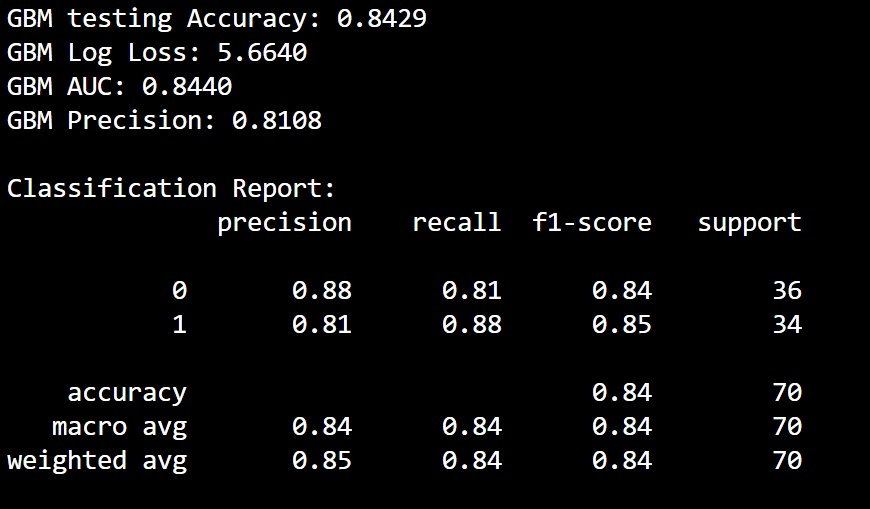 GBM testing Accuracy: 0.8429
GBM Log Loss: 5.6640
GBM AUC: 0.8440
GBM Precision: 0.8108
Classification Report:
precision recall f1-score support
0 0.88 0.81 0.84 36
1 0.81 0.88 0.85 34
accuracy 0.84 70
macro avg 0.84 0.84 0.84 70
weighted avg 0.85 0.84 0.84 70